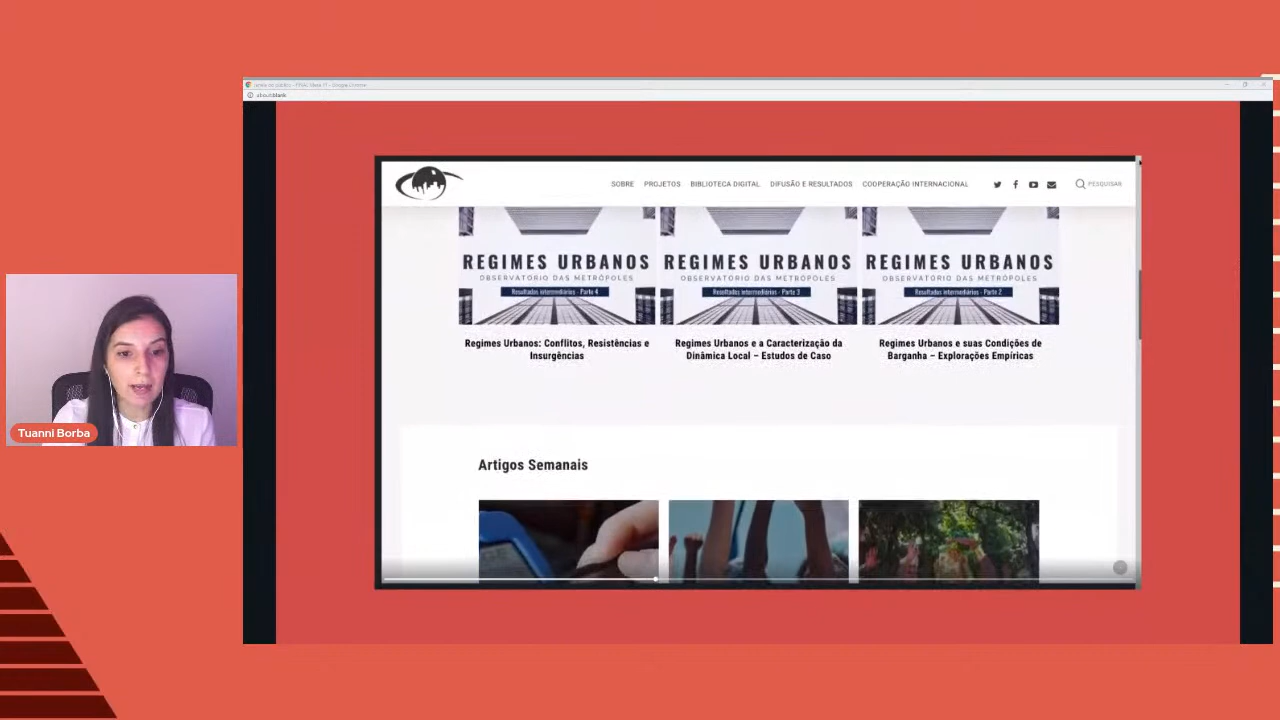 about:blank
SOBRE PROJETOS BIBLIOTECA DIGITAL DIFUSÃO E RESULTADOS COOPERAÇÃO INTERNACIONAL PESQUISAR
REGIMES URBANOS
OBSERVATÓRIO DAS METRÓPOLES
Resultados intermediários - Parte 4
Regimes Urbanos: Conflitos, Resistências e
Insurgências
REGIMES URBANOS
OBSERVATÓRIO DAS METRÓPOLES
Resultados intermediários - Parte 3
Regimes Urbanos e a Caracterização da
Dinâmica Local – Estudos de Caso
REGIMES URBANOS
OBSERVATÓRIO DAS METRÓPOLES
Resultados intermediários - Parte 2
Regimes Urbanos e suas Condições de
Barganha – Explorações Empíricas
Tuanni Borba
Artigos Semanais